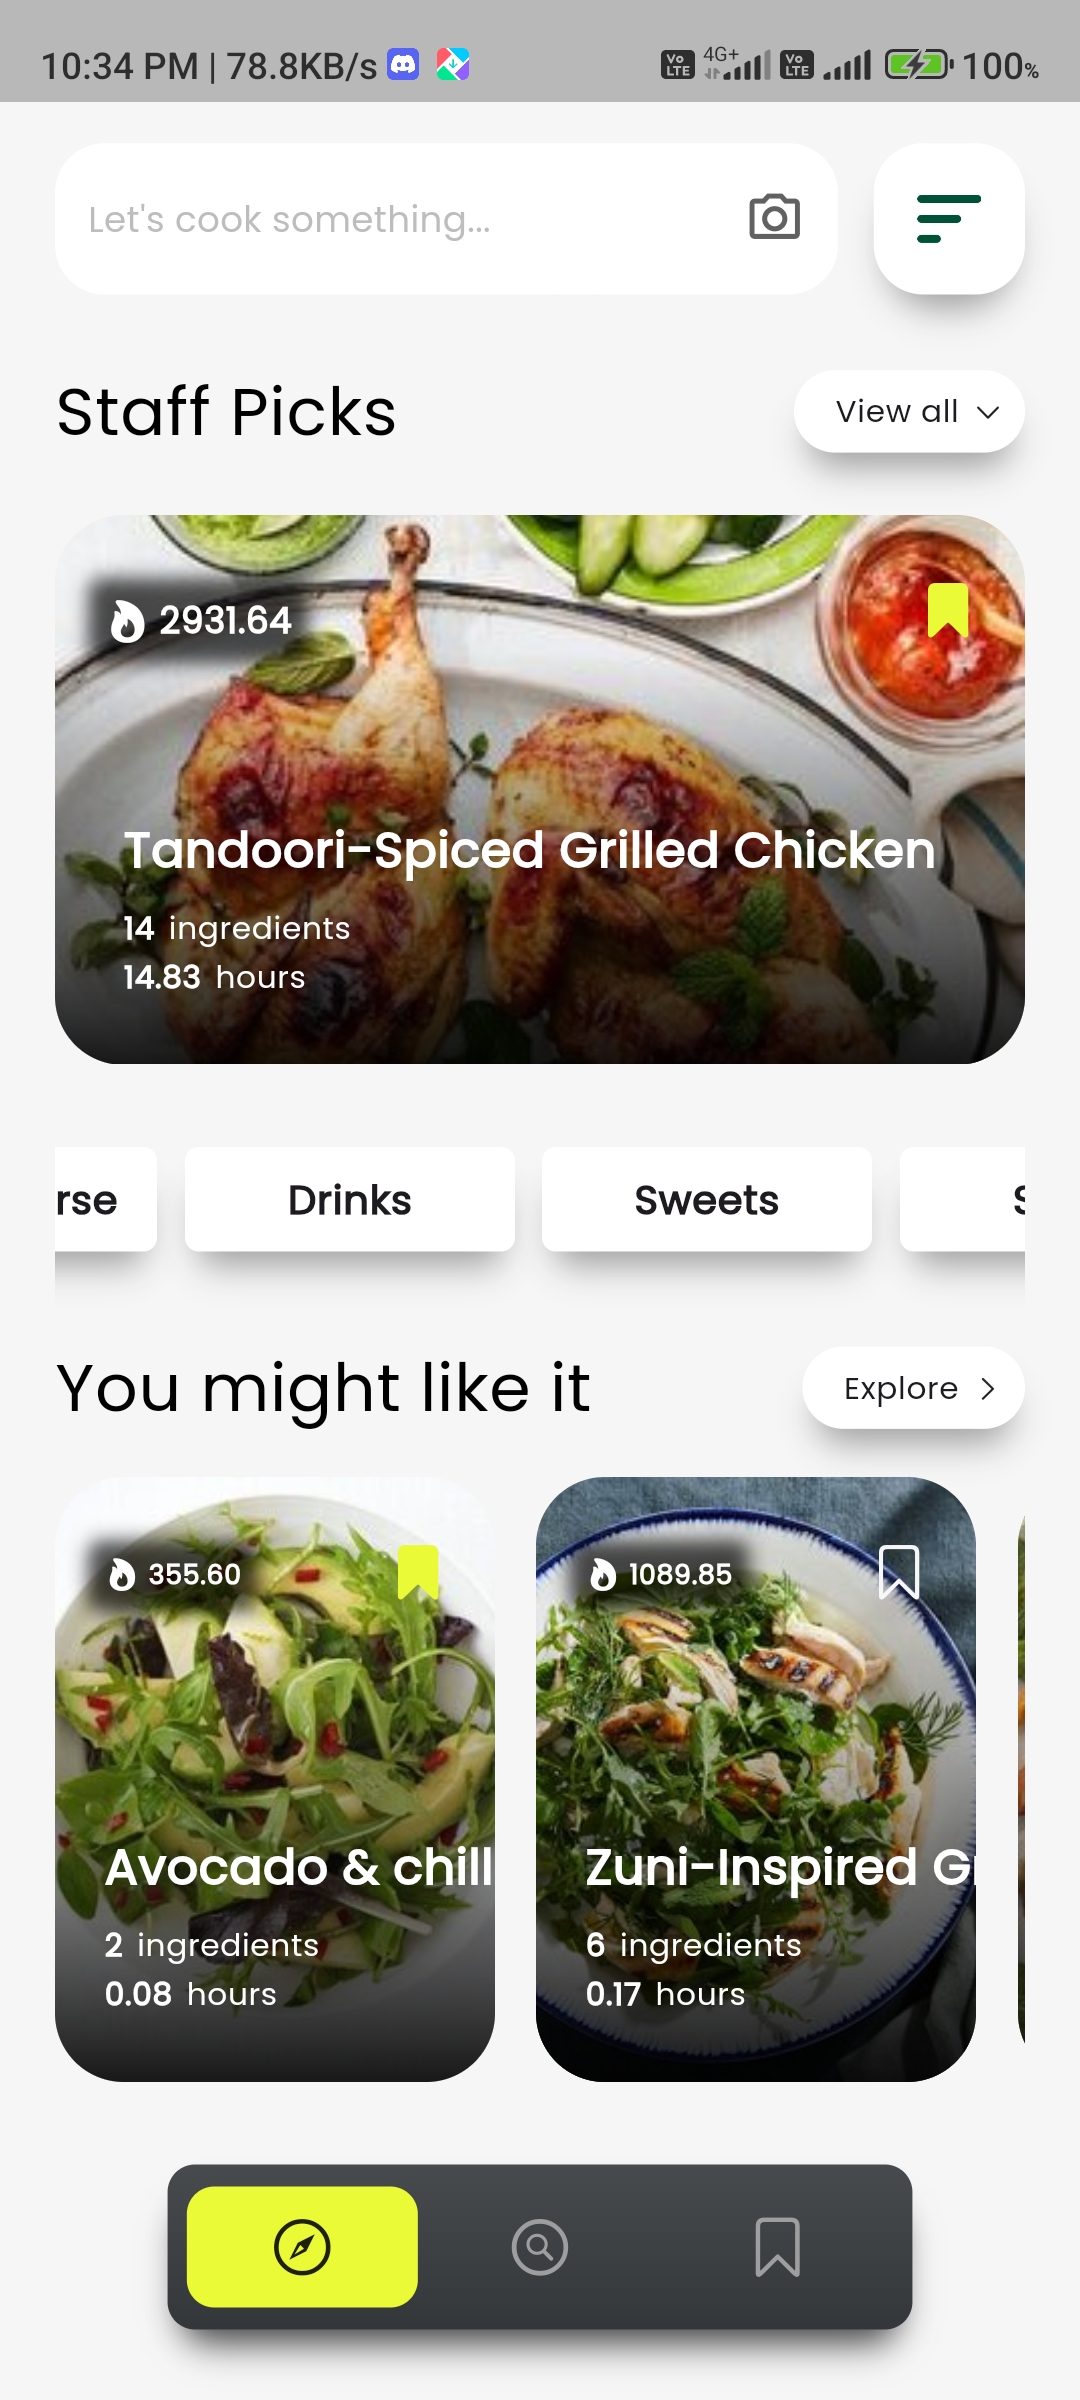 10:34 PM | 78.8KB/s
Vo LTE 4G+ Vo LTE 100%
Let's cook something...
Staff Picks
View all
2931.64
Tandoori-Spiced Grilled Chicken
14 ingredients
14.83 hours
rse Drinks Sweets S
You might like it
Explore
355.60
1089.85
Avocado & chill
Zuni-Inspired Gr
2 ingredients
6 ingredients
0.08 hours
0.17 hours